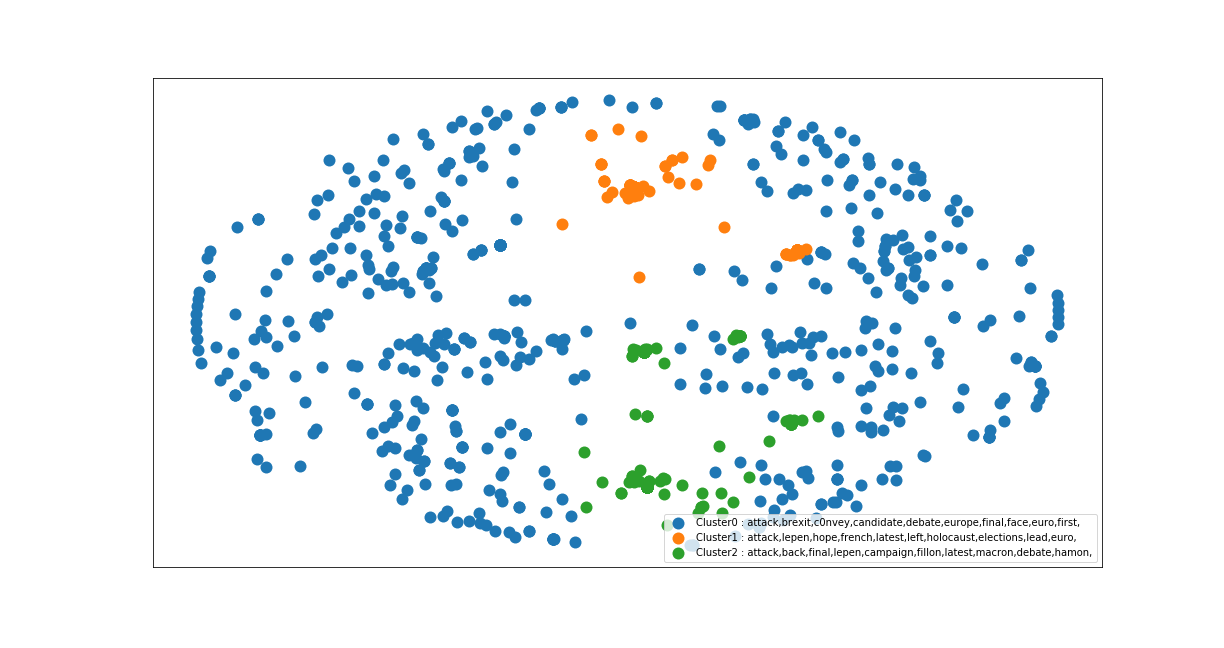 Cluster0 : attack,brexit,c0nvey,candidate,debate,europe,final,face,euro,first,
Cluster1 : attack,lepen,hope,french,latest,left,holocaust,elections,lead,euro,
Cluster2 : attack,back,final,lepen,campaign,fillon,latest,macron,debate,hamon,